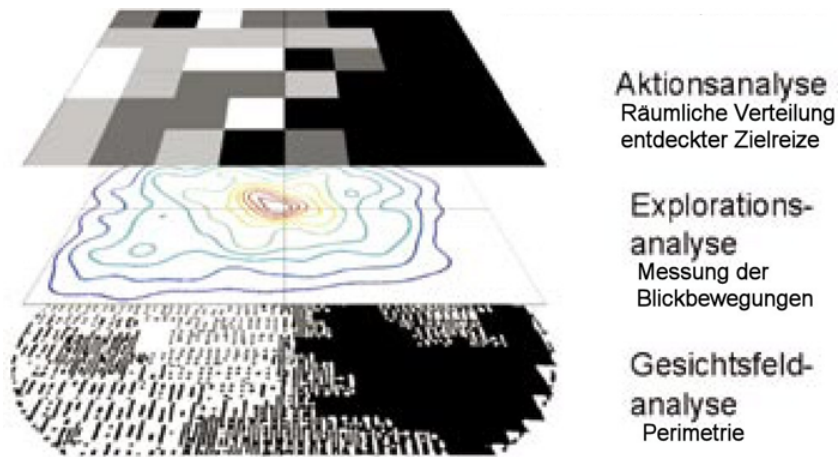 Aktionsanalyse
Räumliche Verteilung
entdeckter Zielreize
Explorations-
analyse
Messung der
Blickbewegungen
Gesichtsfeld-
analyse
Perimetrie